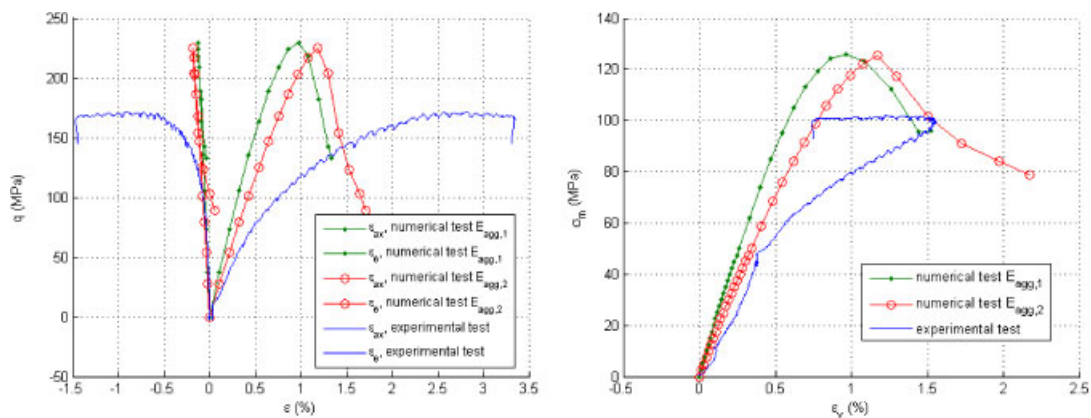 250
200
150
100
50
0
-50
q (MPa)
-1.5 -1 -0.5 0 0.5 1 1.5 2 2.5 3 3.5
ε (%)
εax, numerical test Eagg,1
εθ, numerical test Eagg,1
εax, numerical test Eagg,2
εθ, numerical test Eagg,2
εax, experimental test
εθ, experimental test
140
120
100
80
60
40
20
0
σm (MPa)
-0.5 0 0.5 1 1.5 2 2.5
εv (%)
numerical test Eagg,1
numerical test Eagg,2
experimental test